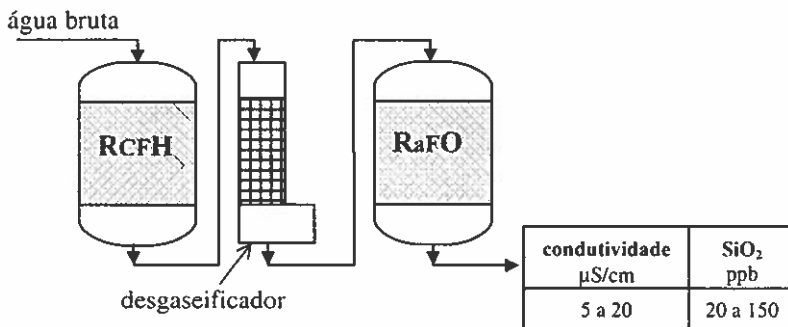 água bruta
RCFH
RaFO
desgaseificador
condutividade SiO₂
µS/cm ppb
5 a 20 20 a 150